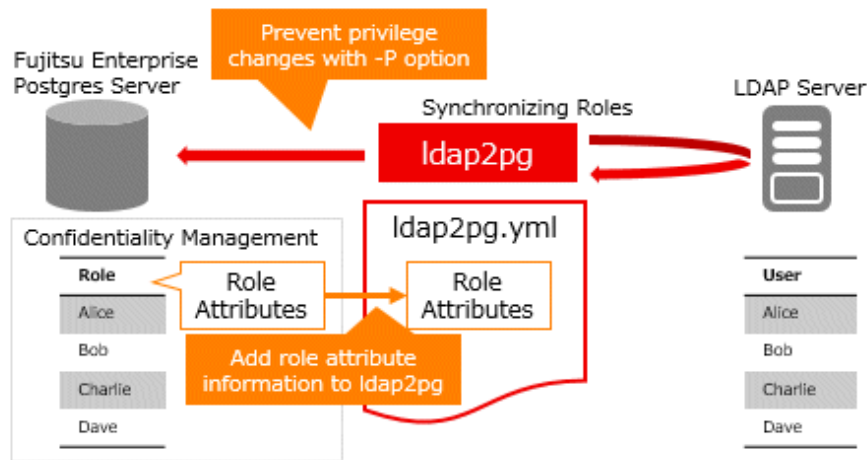 Prevent privilege
changes with -P option
Fujitsu Enterprise
Postgres Server
Synchronizing Roles
LDAP Server
ldap2pg
Confidentiality Management
ldap2pg.yml
Role
Alice
Bob
Charlie
Dave
Role
Attributes
Role
Attributes
Add role attribute
information to ldap2pg
User
Alice
Bob
Charlie
Dave